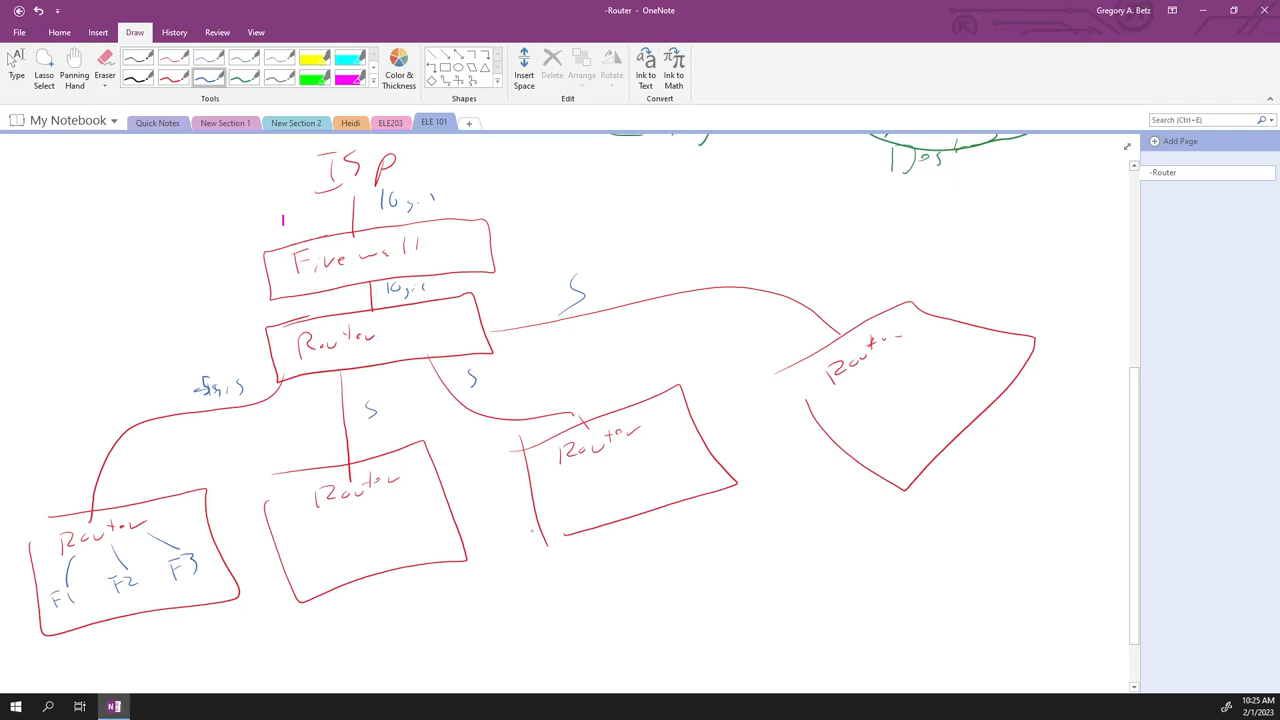 -Router - OneNote
Gregory A. Betz
File Home Insert Draw History Review View
Type
Lasso Select
Panning Hand
Eraser
Color & Thickness
Insert Space
Delete
Arrange
Rotate
Ink to Text
Ink to Math
Tools
Shapes
Edit
Convert
My Notebook
Quick Notes
New Section 1
New Section 2
Heidi
ELE203
ELE 101
Search (Ctrl+E)
Add Page
-Router
ISP
10gig
Firewall
10gig
Router
S
Router
S
S
Router
Router
Router
F1 F2 F3
10:25 AM
2/1/2023